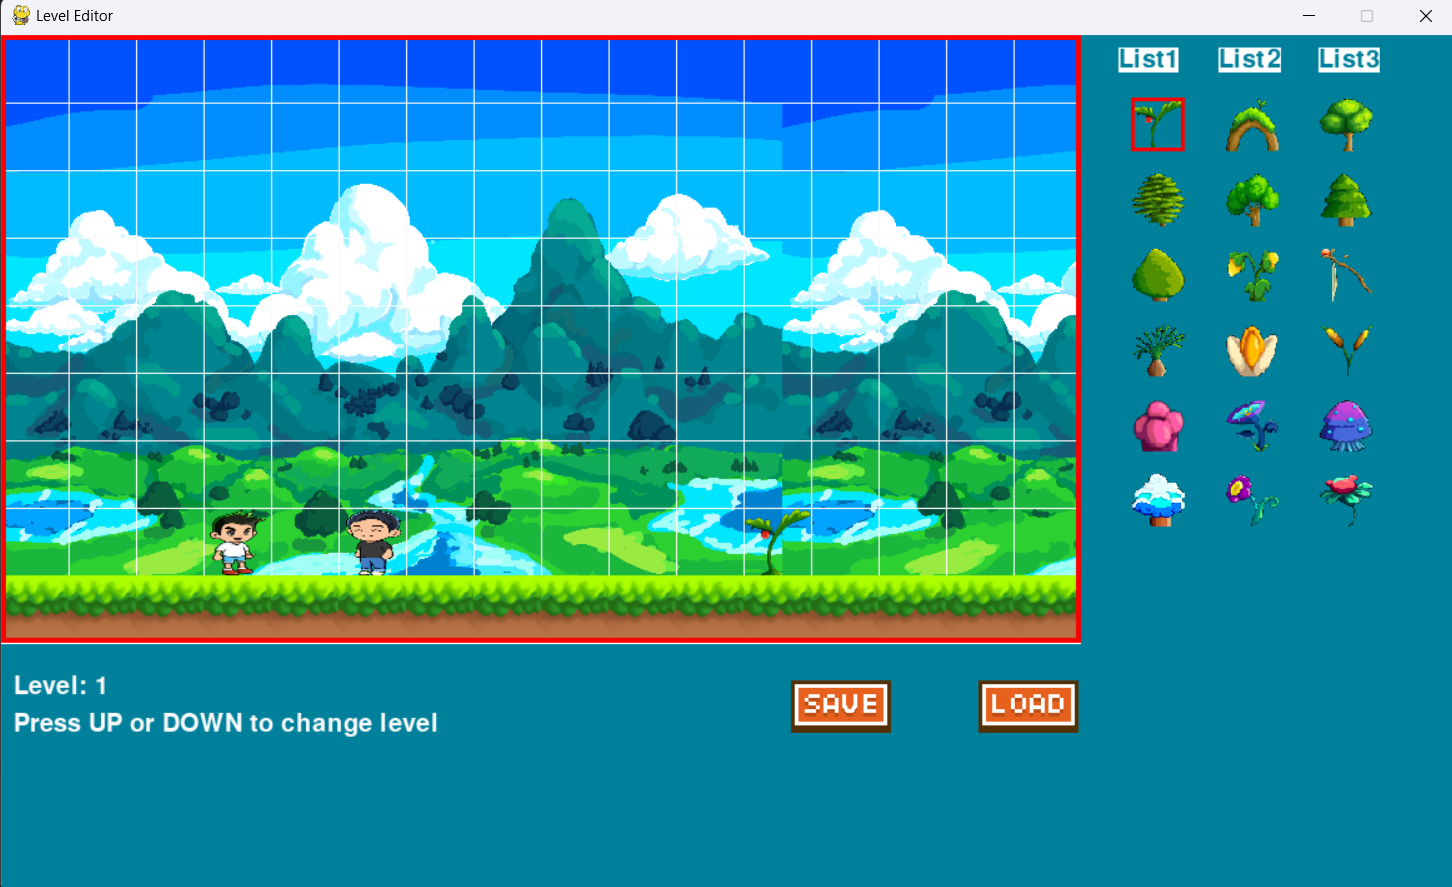 Level Editor
List1
List2
List3
Level: 1
Press UP or DOWN to change level
SAVE
LOAD